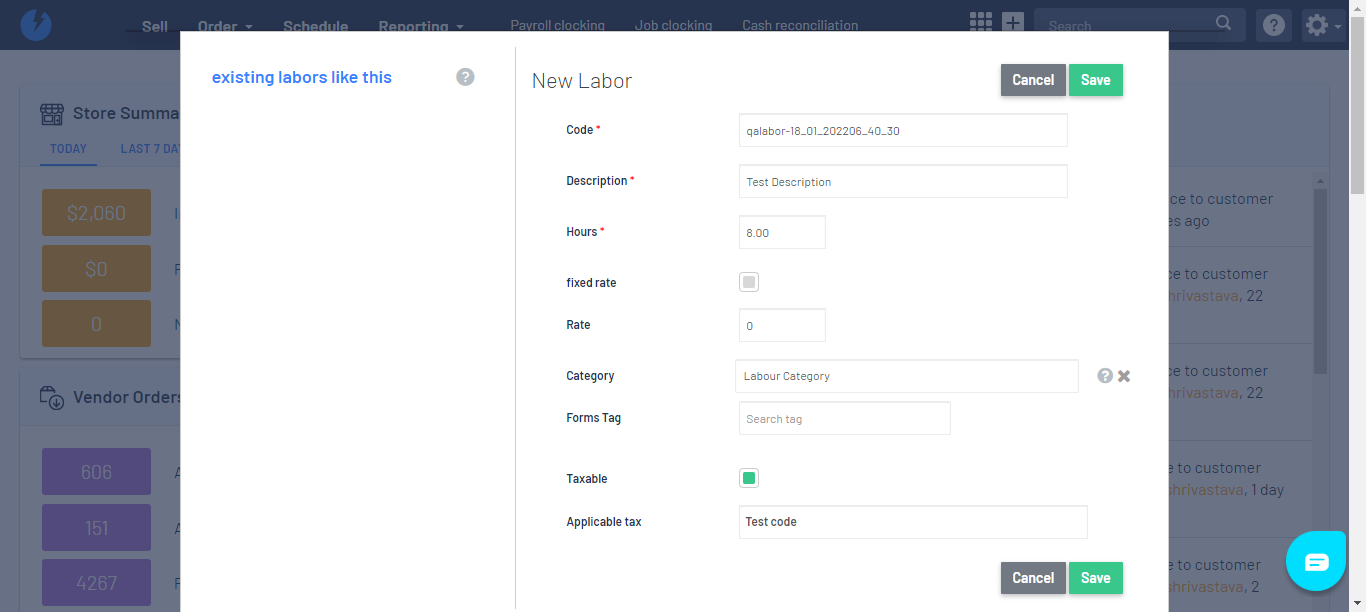 Sell Order Schedule Reporting Payroll clocking Job clocking Cash reconciliation Search
existing labors like this
New Labor
Cancel Save
Code *
qalabor-18_01_202206_40_30
Description *
Test Description
Hours *
8.00
fixed rate
Rate
0
Category
Labour Category
Forms Tag
Search tag
Taxable
Applicable tax
Test code
Cancel Save
Store Summa
TODAY LAST 7 DA
$2,060
$0
0
Vendor Orders
606
151
4267
ce to customer
es ago
ce to customer
hrivastava, 22
ce to customer
hrivastava, 22
e to customer
shrivastava, 1 day
e to customer
shrivastava, 2